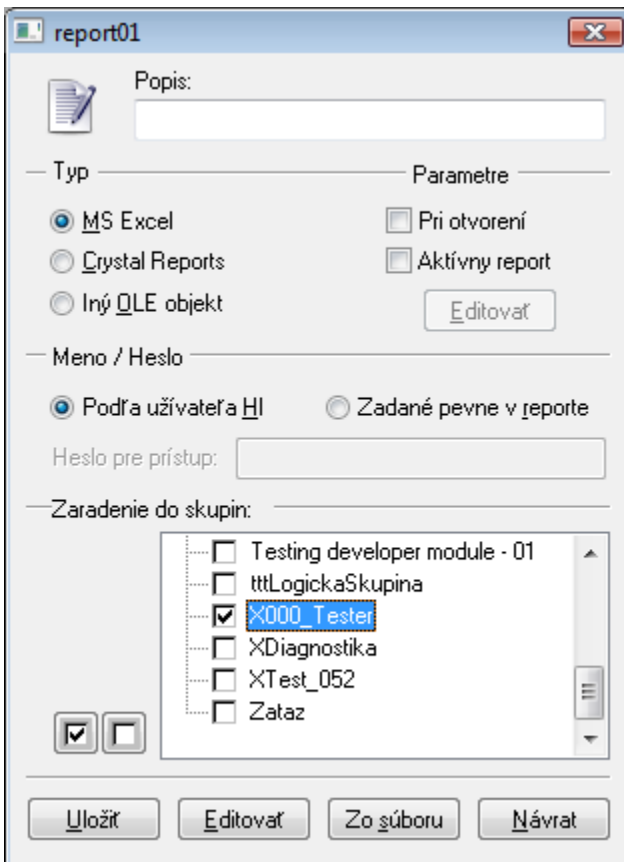 report01
Popis:
Typ
Parametre
MS Excel
Pri otvorení
Crystal Reports
Aktívny report
Iný OLE objekt
Editovať
Meno / Heslo
Podľa užívateľa HI
Zadané pevne v reporte
Heslo pre prístup:
Zaradenie do skupin:
Testing developer module - 01
tttLogickaSkupina
X000_Tester
XDiagnostika
XTest_052
Zataz
Uložiť
Editovať
Zo súboru
Návrat